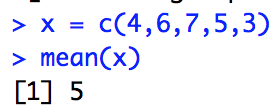 > x = c(4,6,7,5,3)
> mean(x)
[1] 5